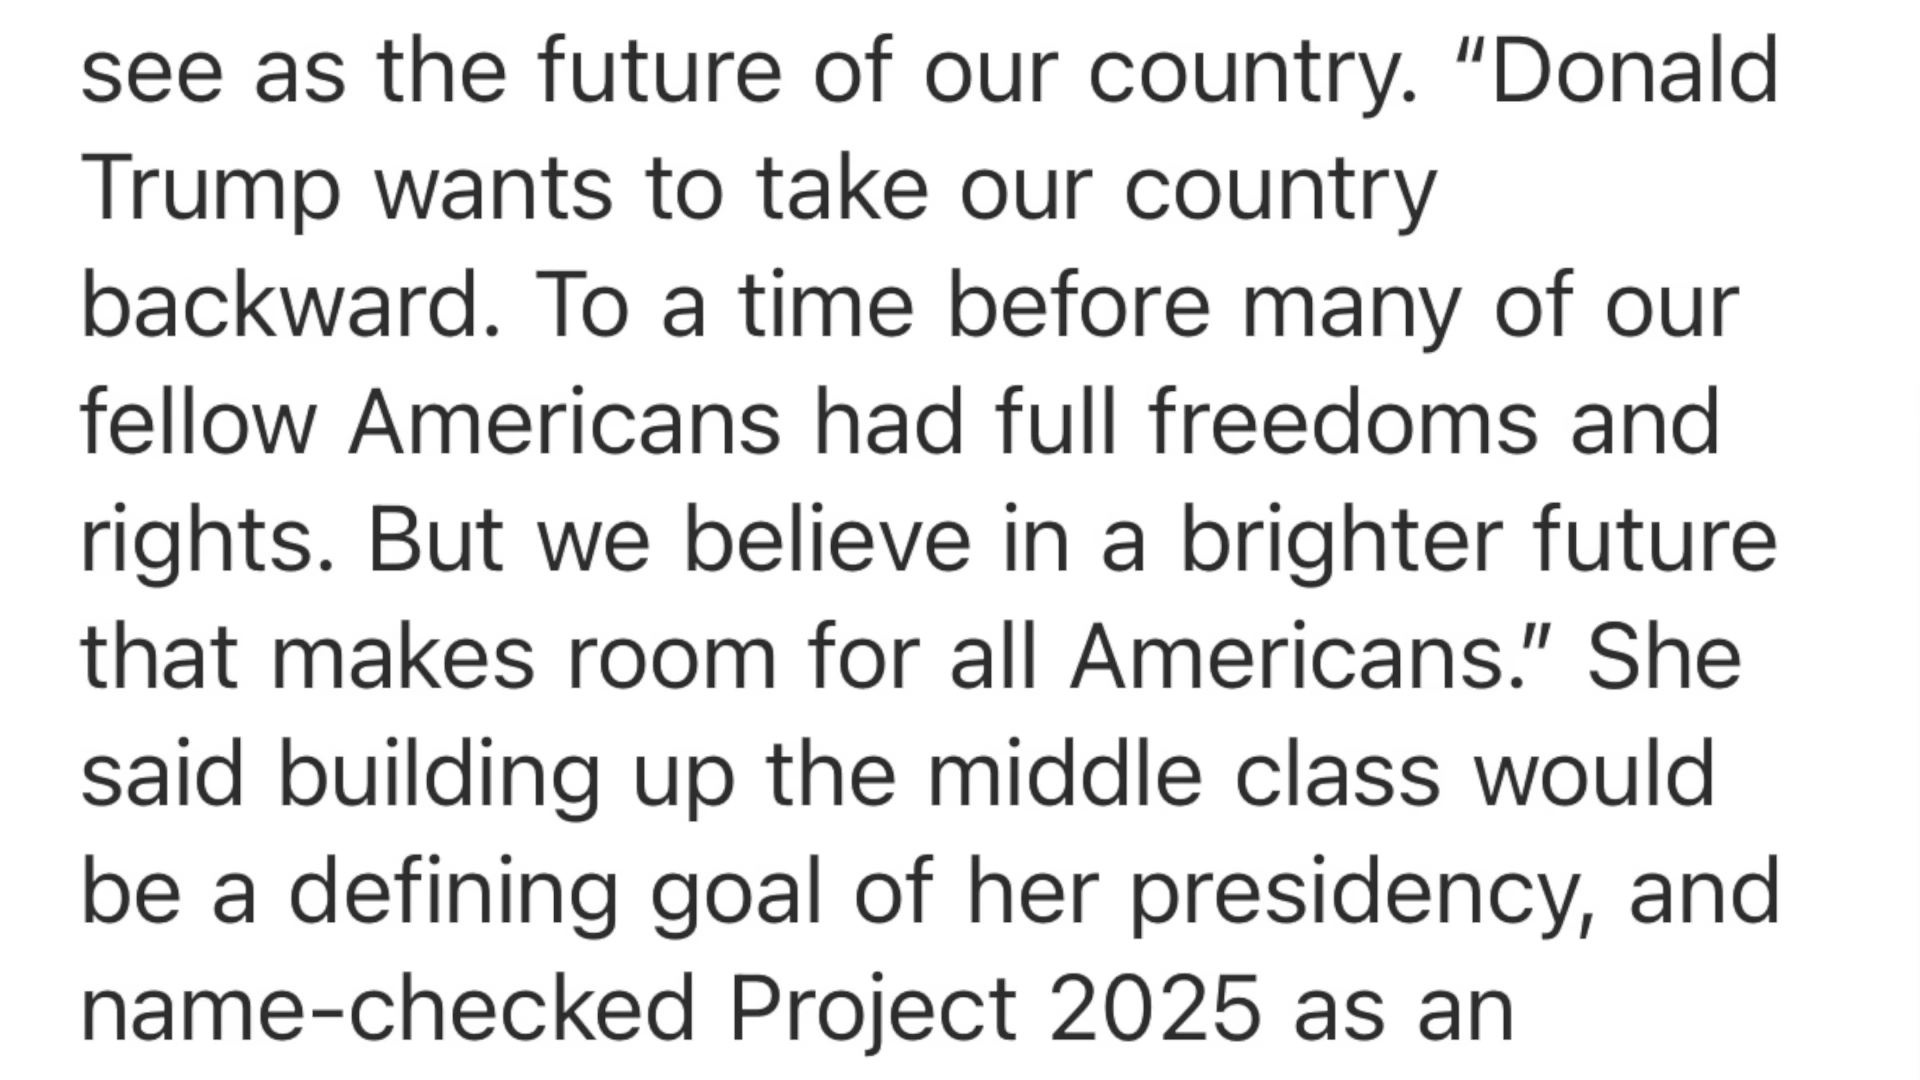 see as the future of our country. “Donald
Trump wants to take our country
backward. To a time before many of our
fellow Americans had full freedoms and
rights. But we believe in a brighter future
that makes room for all Americans.” She
said building up the middle class would
be a defining goal of her presidency, and
name-checked Project 2025 as an